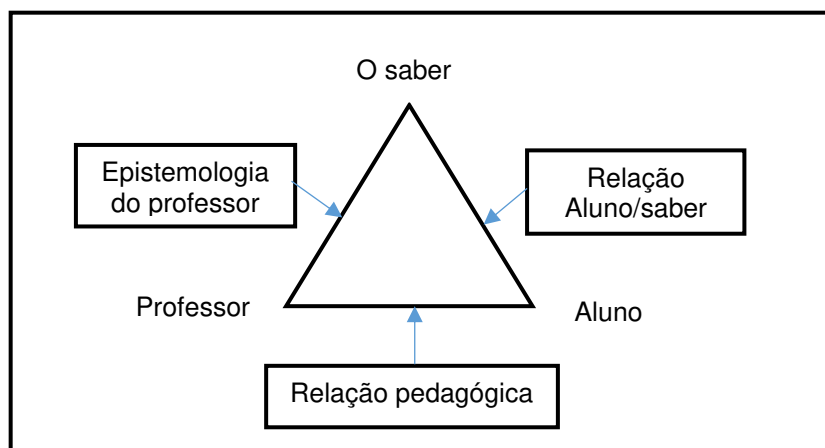 O saber
Epistemologia
do professor
Relação
Aluno/saber
Professor
Aluno
Relação pedagógica